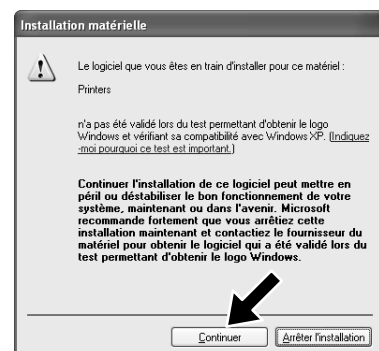 Installation matérielle
Le logiciel que vous êtes en train d'installer pour ce matériel :
Printers
n'a pas été validé lors du test permettant d'obtenir le logo
Windows et vérifiant sa compatibilité avec Windows XP. (Indiquez
-moi pourquoi ce test est important.)
Continuer l'installation de ce logiciel peut mettre en
péril ou déstabiliser le bon fonctionnement de votre
système, maintenant ou dans l'avenir. Microsoft
recommande fortement que vous arrêtiez cette
installation maintenant et contactiez le fournisseur du
matériel pour obtenir le logiciel qui a été validé lors du
test permettant d'obtenir le logo Windows.
Continuer Arrêter l'installation